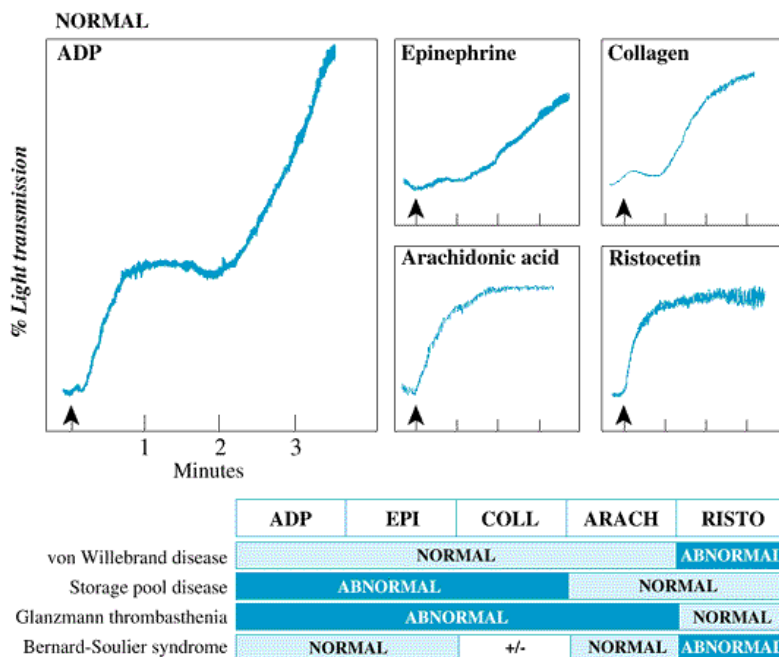 NORMAL
ADP
Epinephrine
Collagen
% Light transmission
Arachidonic acid
Ristocetin
1 2 3
Minutes
ADP EPI COLL ARACH RISTO
von Willebrand disease NORMAL ABNORMAL
Storage pool disease ABNORMAL NORMAL
Glanzmann thrombasthenia ABNORMAL NORMAL
Bernard-Soulier syndrome NORMAL +/- NORMAL ABNORMAL